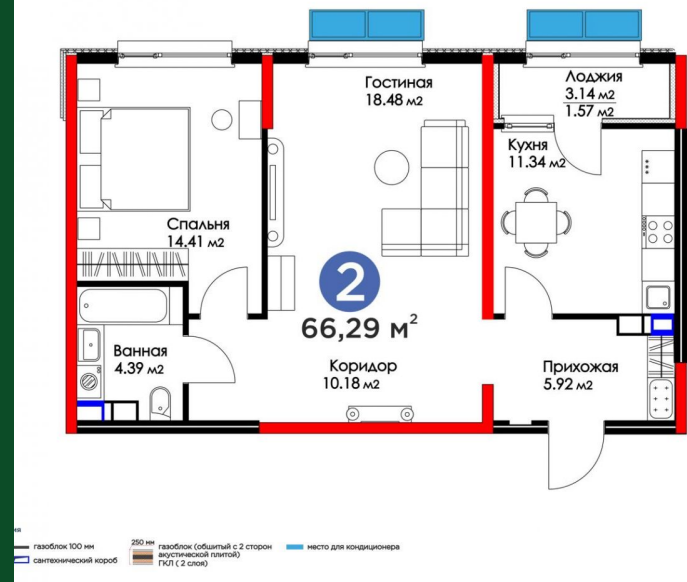 Гостиная
18.48 м2
Лоджия
3.14 м2
1.57 м2
Кухня
11.34 м2
Спальня
14.41 м2
2
66,29 м²
Ванная
4.39 м2
Коридор
10.18 м2
Прихожая
5.92 м2
ия
газоблок 100 мм
сантехнический короб
250 мм
газоблок (обшитый с 2 сторон
акустической плитой)
ГКЛ ( 2 слоя)
место для кондиционера